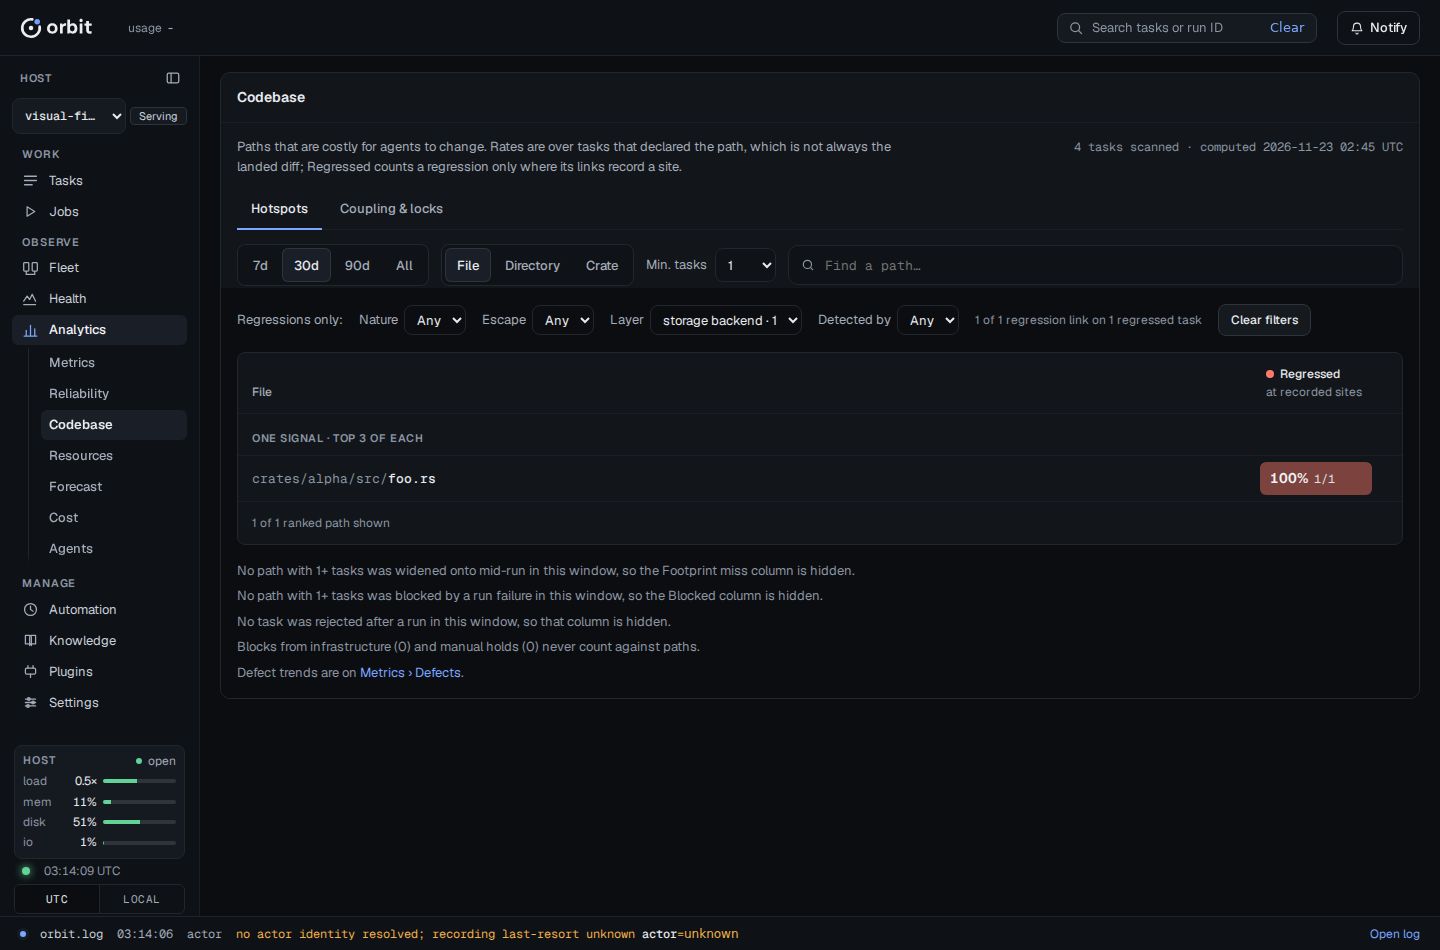 orbit
usage -
Search tasks or run ID
Clear
Notify
HOST
visual-fi…
Serving
WORK
Tasks
Jobs
OBSERVE
Fleet
Health
Analytics
Metrics
Reliability
Codebase
Resources
Forecast
Cost
Agents
MANAGE
Automation
Knowledge
Plugins
Settings
HOST
open
load 0.5×
mem 11%
disk 51%
io 1%
03:14:09 UTC
UTC LOCAL
Codebase
Paths that are costly for agents to change. Rates are over tasks that declared the path, which is not always the
landed diff; Regressed counts a regression only where its links record a site.
4 tasks scanned · computed 2026-11-23 02:45 UTC
Hotspots
Coupling & locks
7d 30d 90d All
File Directory Crate
Min. tasks 1
Find a path…
Regressions only: Nature Any Escape Any Layer storage backend · 1 Detected by Any 1 of 1 regression link on 1 regressed task Clear filters
File
Regressed
at recorded sites
ONE SIGNAL · TOP 3 OF EACH
crates/alpha/src/foo.rs
100% 1/1
1 of 1 ranked path shown
No path with 1+ tasks was widened onto mid-run in this window, so the Footprint miss column is hidden.
No path with 1+ tasks was blocked by a run failure in this window, so the Blocked column is hidden.
No task was rejected after a run in this window, so that column is hidden.
Blocks from infrastructure (0) and manual holds (0) never count against paths.
Defect trends are on Metrics › Defects.
orbit.log 03:14:06 actor no actor identity resolved; recording last-resort unknown actor=unknown
Open log